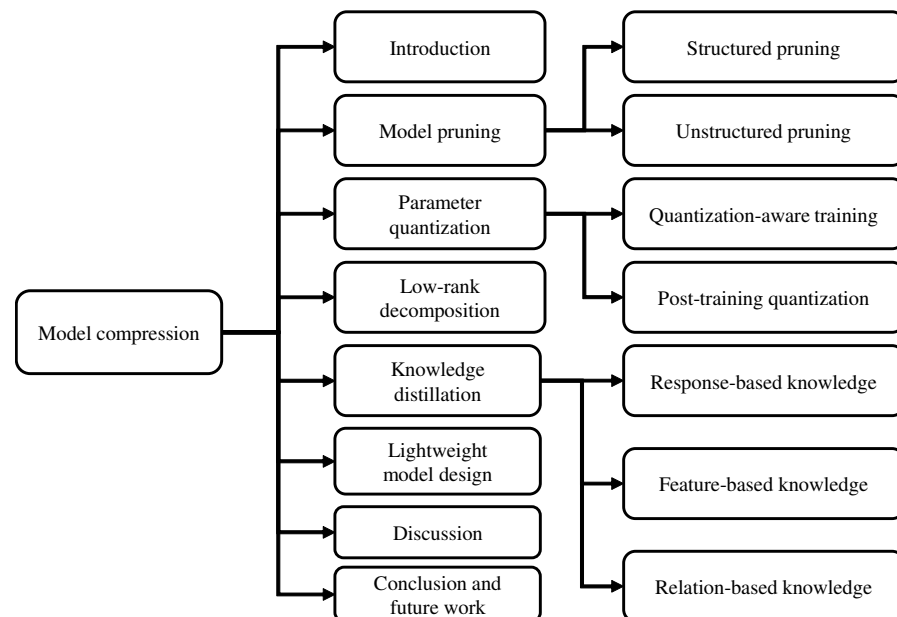 Model compression
Introduction
Model pruning
Parameter
quantization
Low-rank
decomposition
Knowledge
distillation
Lightweight
model design
Discussion
Conclusion and
future work
Structured pruning
Unstructured pruning
Quantization-aware training
Post-training quantization
Response-based knowledge
Feature-based knowledge
Relation-based knowledge